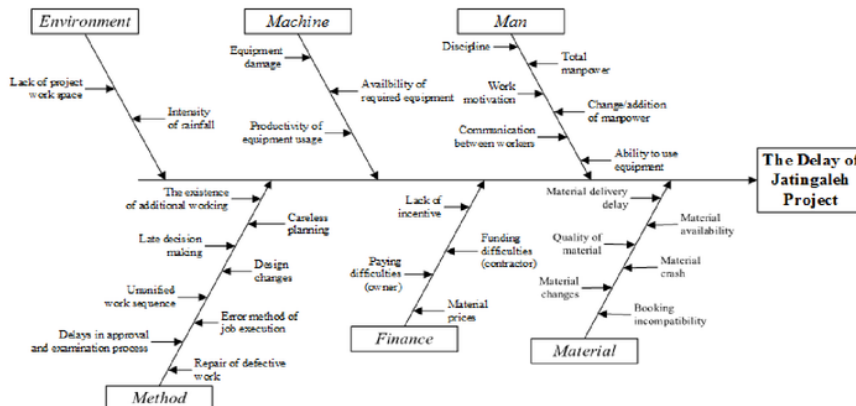 Environment
Machine
Man
Lack of project
work space
Intensity
of rainfall
Equipment
damage
Availbility of
required equipment
Productivity of
equipment usage
Discipline
Total
manpower
Work
motivation
Change/addition
of manpower
Communication
between workers
Ability to use
equipment
The Delay of
Jatingaleh
Project
The existence
of additional working
Careless
planning
Late decision
making
Design
changes
Ununified
work sequence
Error method of
job execution
Delays in approval
and examination process
Repair of defective
work
Method
Lack of
incentive
Funding difficulties
(contractor)
Paying
difficulties
(owner)
Material
prices
Finance
Material delivery
delay
Material
availability
Quality of
material
Material
crash
Material
changes
Booking
incompatibility
Material